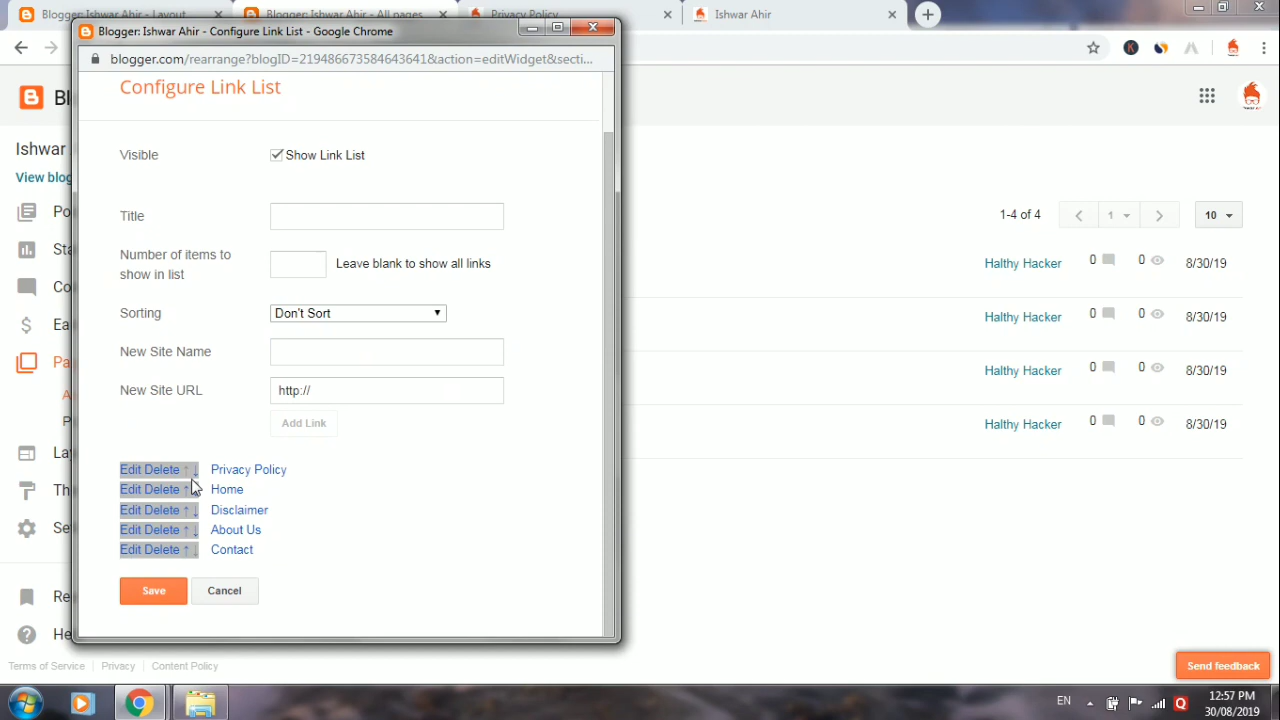 Blogger: Ishwar Ahir - Layout
Blogger: Ishwar Ahir - All pages
Privacy Policy
Ishwar Ahir
Blogger: Ishwar Ahir - Configure Link List - Google Chrome
blogger.com/rearrange?blogID=219486673584643641&action=editWidget&secti...
Configure Link List
Ishwar
View blog
Visible
Show Link List
Title
Number of items to
show in list
Leave blank to show all links
Sorting
Don't Sort
New Site Name
New Site URL
http://
Add Link
Edit Delete ↑ ↓ Privacy Policy
Edit Delete ↑ Home
Edit Delete ↑ ↓ Disclaimer
Edit Delete ↑ ↓ About Us
Edit Delete ↑ ↓ Contact
Save
Cancel
1-4 of 4
1
10
Halthy Hacker 0 0 8/30/19
Halthy Hacker 0 0 8/30/19
Halthy Hacker 0 0 8/30/19
Halthy Hacker 0 0 8/30/19
Terms of Service Privacy Content Policy
Send feedback
EN
12:57 PM
30/08/2019